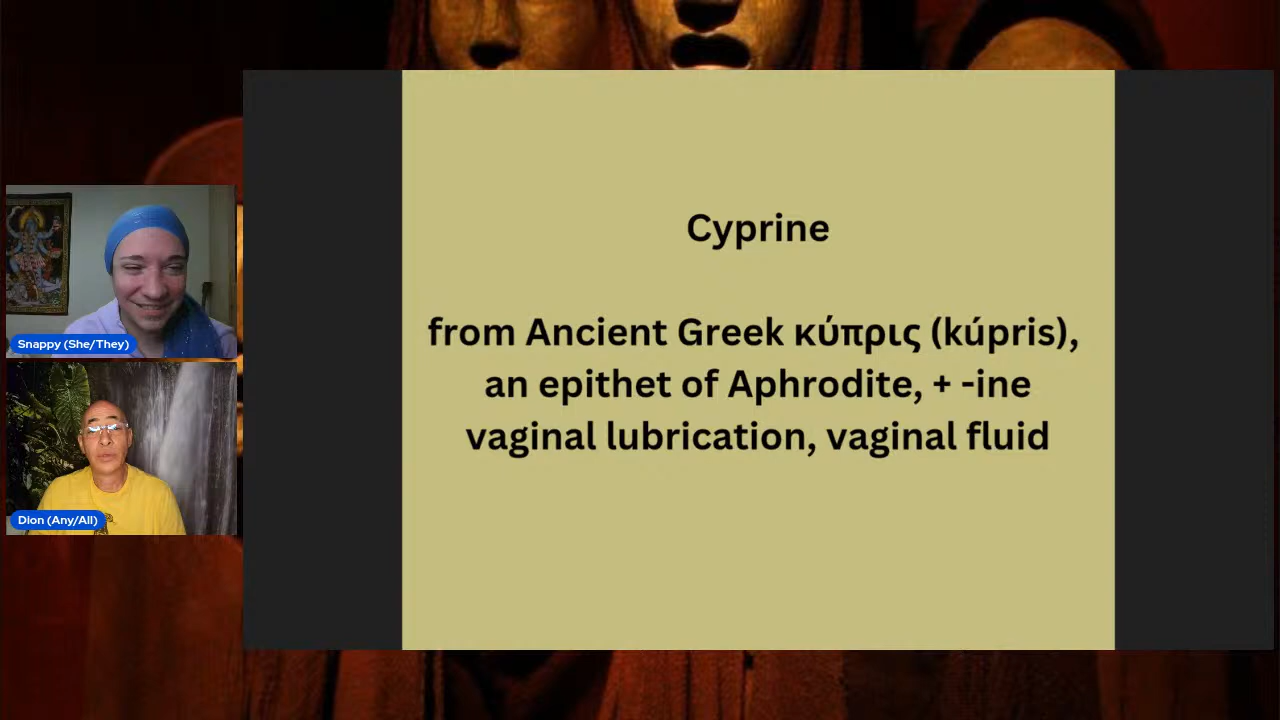 Cyprine
from Ancient Greek κύπρις (kúpris),
an epithet of Aphrodite, + -ine
vaginal lubrication, vaginal fluid
Snappy (She/They)
Dion (Any/All)